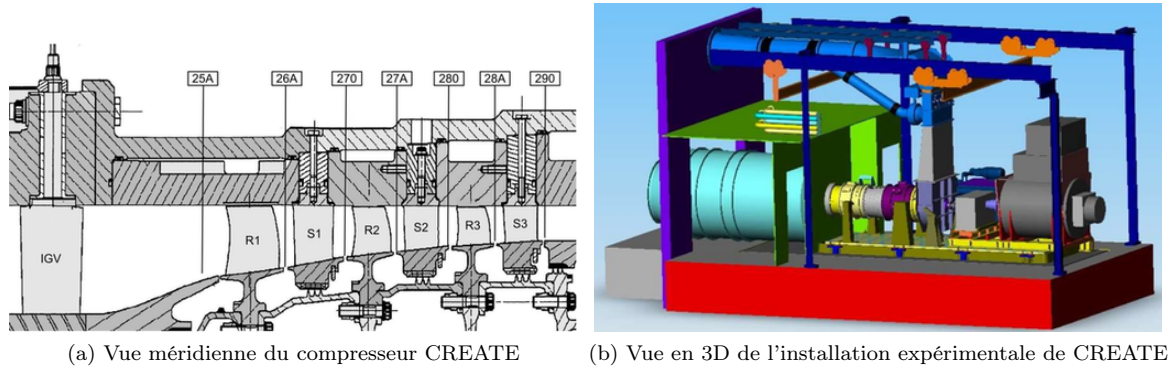 25A 26A 270 27A 280 28A 290
IGV R1 S1 R2 S2 R3 S3
(a) Vue méridienne du compresseur CREATE
(b) Vue en 3D de l'installation expérimentale de CREATE